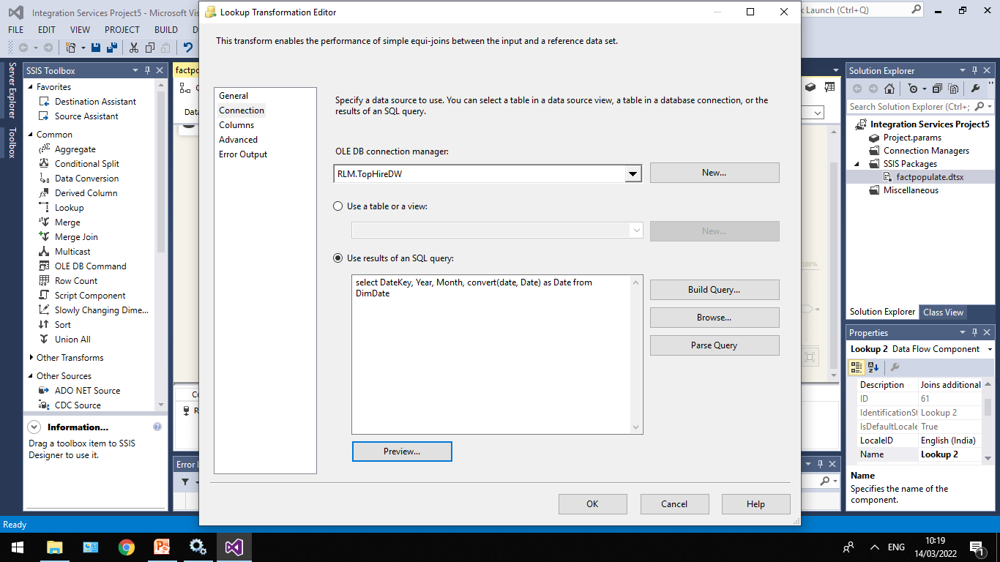 Integration Services Project5 - Microsoft Vis
Lookup Transformation Editor
Launch (Ctrl+Q)
FILE EDIT VIEW PROJECT BUILD D
This transform enables the performance of simple equi-joins between the input and a reference data set.
Server Explorer
Toolbox
SSIS Toolbox
Favorites
Destination Assistant
Source Assistant
Common
Aggregate
Conditional Split
Data Conversion
Derived Column
Lookup
Merge
Merge Join
Multicast
OLE DB Command
Row Count
Script Component
Slowly Changing Dime...
Sort
Union All
Other Transforms
Other Sources
ADO NET Source
CDC Source
Information...
Drag a toolbox item to SSIS
Designer to use it.
factpo
Dat
Error L
General
Connection
Columns
Advanced
Error Output
Specify a data source to use. You can select a table in a data source view, a table in a database connection, or the
results of an SQL query.
OLE DB connection manager:
RLM.TopHireDW
New...
Use a table or a view:
New...
Use results of an SQL query:
select DateKey, Year, Month, convert(date, Date) as Date from
DimDate
Build Query...
Browse...
Parse Query
Preview...
OK
Cancel
Help
100%
Solution Explorer
Search Solution Explorer (Ctrl+;
Integration Services Project5
Project.params
Connection Managers
SSIS Packages
factpopulate.dtsx
Miscellaneous
Solution Explorer Class View
Properties
Lookup 2 Data Flow Component
Description Joins additional
ID 61
IdentificationSt Lookup 2
IsDefaultLocale True
LocaleID English (India)
Name Lookup 2
Name
Specifies the name of the
component.
Ready
ENG
10:19
14/03/2022
1